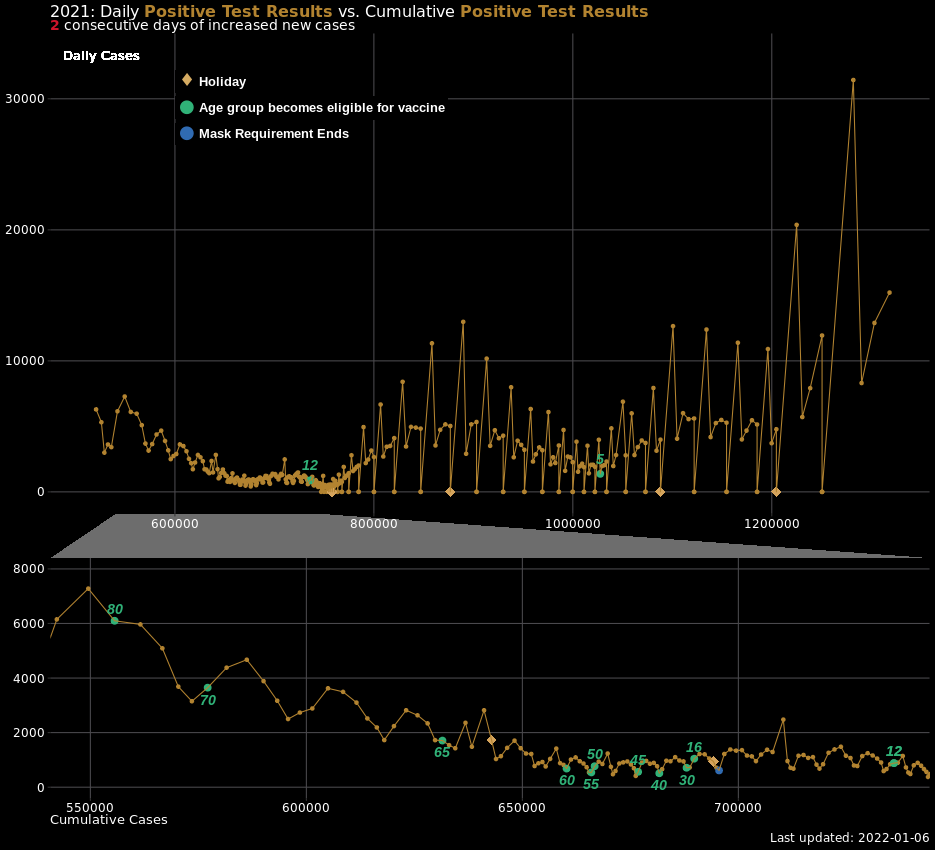 2021: Daily Positive Test Results vs. Cumulative Positive Test Results
2 consecutive days of increased new cases
Daily Cases
Holiday
Age group becomes eligible for vaccine
Mask Requirement Ends
30000
20000
10000
0
12
5
600000 800000 1000000 1200000
8000
6000
4000
2000
0
80
70
65
60
55
50
45
40
30
16
12
550000 600000 650000 700000
Cumulative Cases
Last updated: 2022-01-06